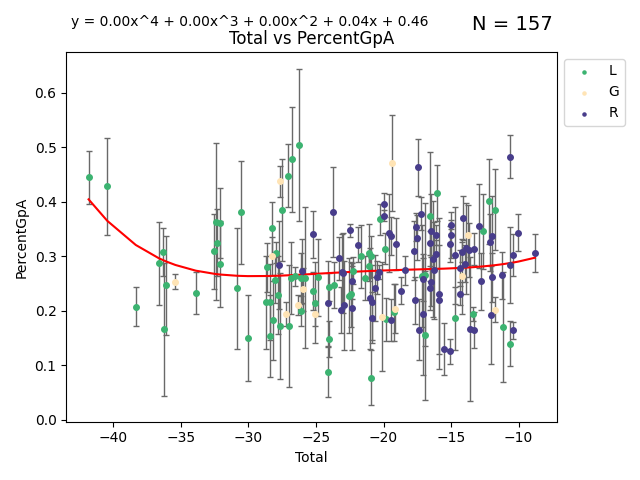 y = 0.00x^4 + 0.00x^3 + 0.00x^2 + 0.04x + 0.46
N = 157
Total vs PercentGpA
L
G
R
PercentGpA
0.6
0.5
0.4
0.3
0.2
0.1
0.0
−40
−35
−30
−25
−20
−15
−10
Total